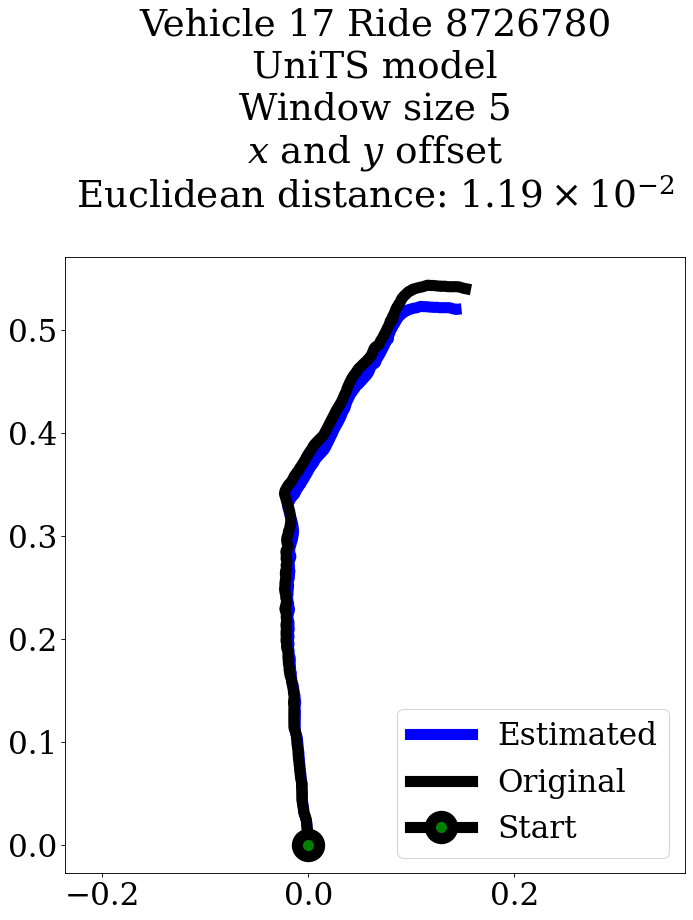 Vehicle 17 Ride 8726780
UniTS model
Window size 5
x and y offset
Euclidean distance: 1.19 × 10⁻²
0.5
0.4
0.3
0.2
0.1
0.0
−0.2 0.0 0.2
Estimated
Original
Start